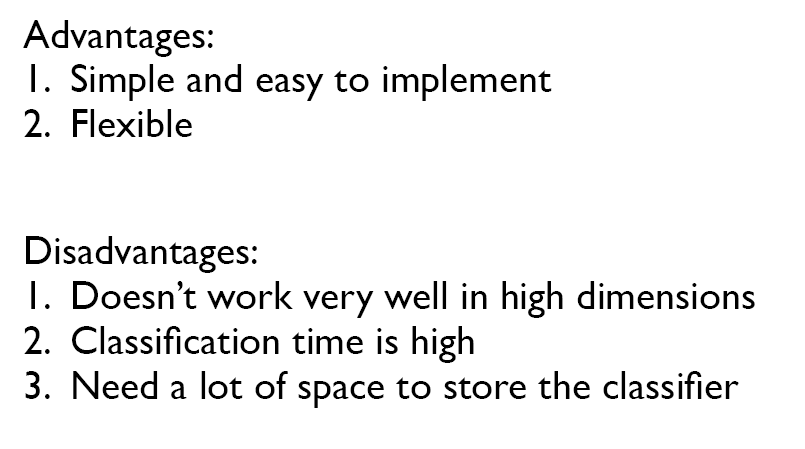 Advantages:
1. Simple and easy to implement
2. Flexible
Disadvantages:
1. Doesn’t work very well in high dimensions
2. Classification time is high
3. Need a lot of space to store the classifier